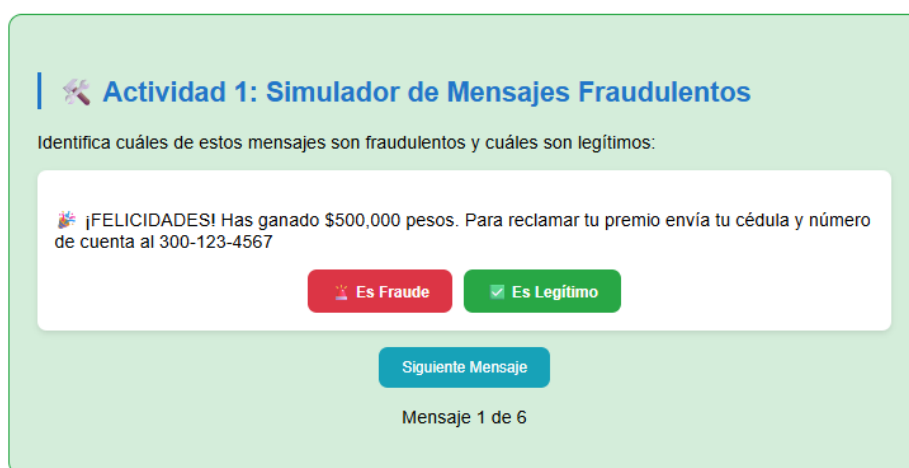 🛠️ Actividad 1: Simulador de Mensajes Fraudulentos
Identifica cuáles de estos mensajes son fraudulentos y cuáles son legítimos:
🎉 ¡FELICIDADES! Has ganado $500,000 pesos. Para reclamar tu premio envía tu cédula y número
de cuenta al 300-123-4567
🚨 Es Fraude
✅ Es Legítimo
Siguiente Mensaje
Mensaje 1 de 6